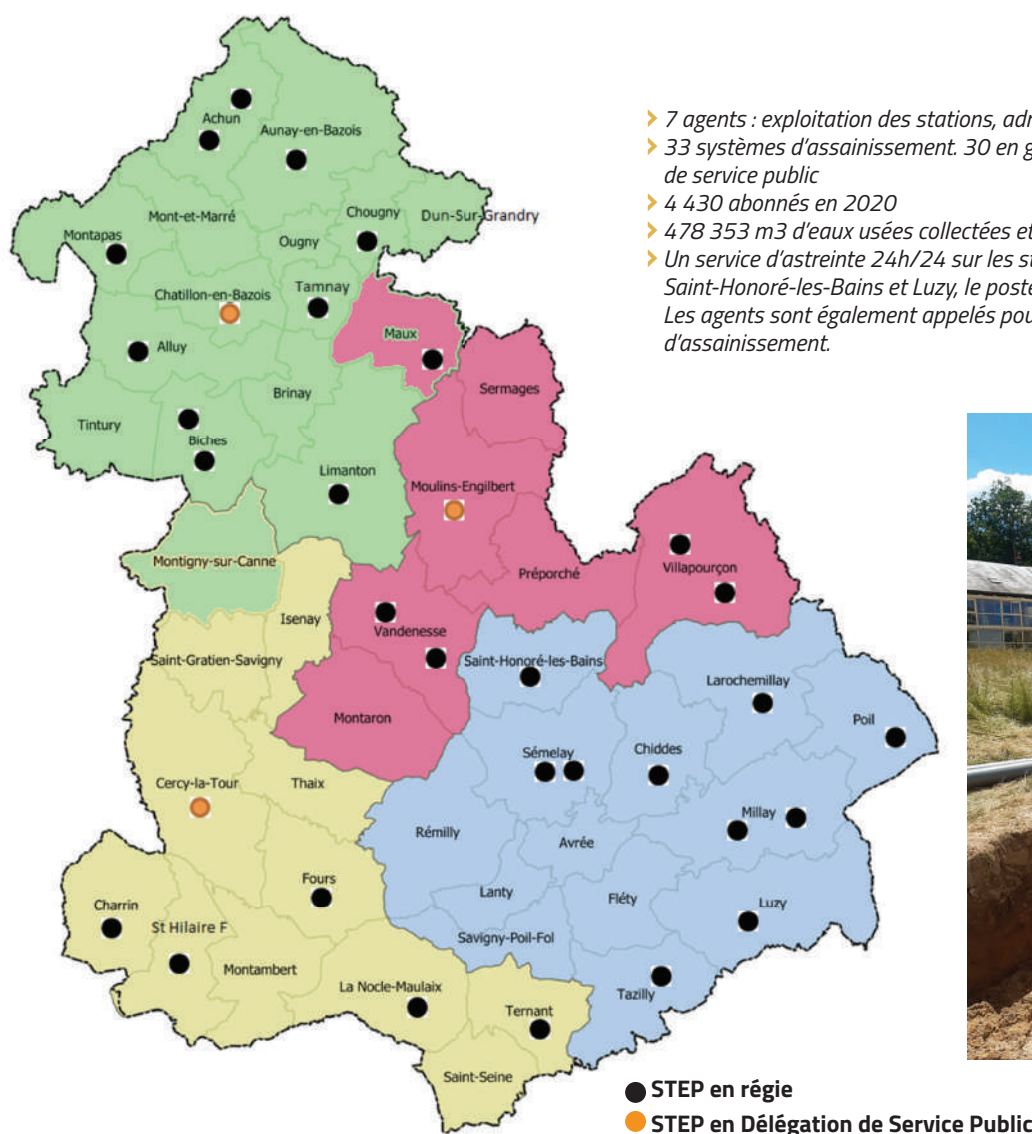 › 7 agents : exploitation des stations, adr
› 33 systèmes d'assainissement. 30 en g
de service public
› 4 430 abonnés en 2020
› 478 353 m3 d'eaux usées collectées et
› Un service d'astreinte 24h/24 sur les st
Saint-Honoré-les-Bains et Luzy, le poste
Les agents sont également appelés pou
d'assainissement.
Achun
Aunay-en-Bazois
Mont-et-Marré
Chougny
Dun-Sur-Grandry
Montapas
Ougny
Chatillon-en-Bazois
Tamnay
Maux
Alluy
Sermages
Brinay
Tintury
Biches
Limanton
Moulins-Engilbert
Montigny-sur-Canne
Préporché
Villapourçon
Isenay
Vandenesse
Saint-Gratien-Savigny
Saint-Honoré-les-Bains
Larochemillay
Montaron
Poil
Sémelay
Chiddes
Cercy-la-Tour
Thaix
Millay
Rémilly
Avrée
Fours
Lanty
Fléty
Luzy
Charrin
St Hilaire F
Savigny-Poil-Fol
Montambert
La Nocle-Maulaix
Tazilly
Ternant
Saint-Seine
STEP en régie
STEP en Délégation de Service Public